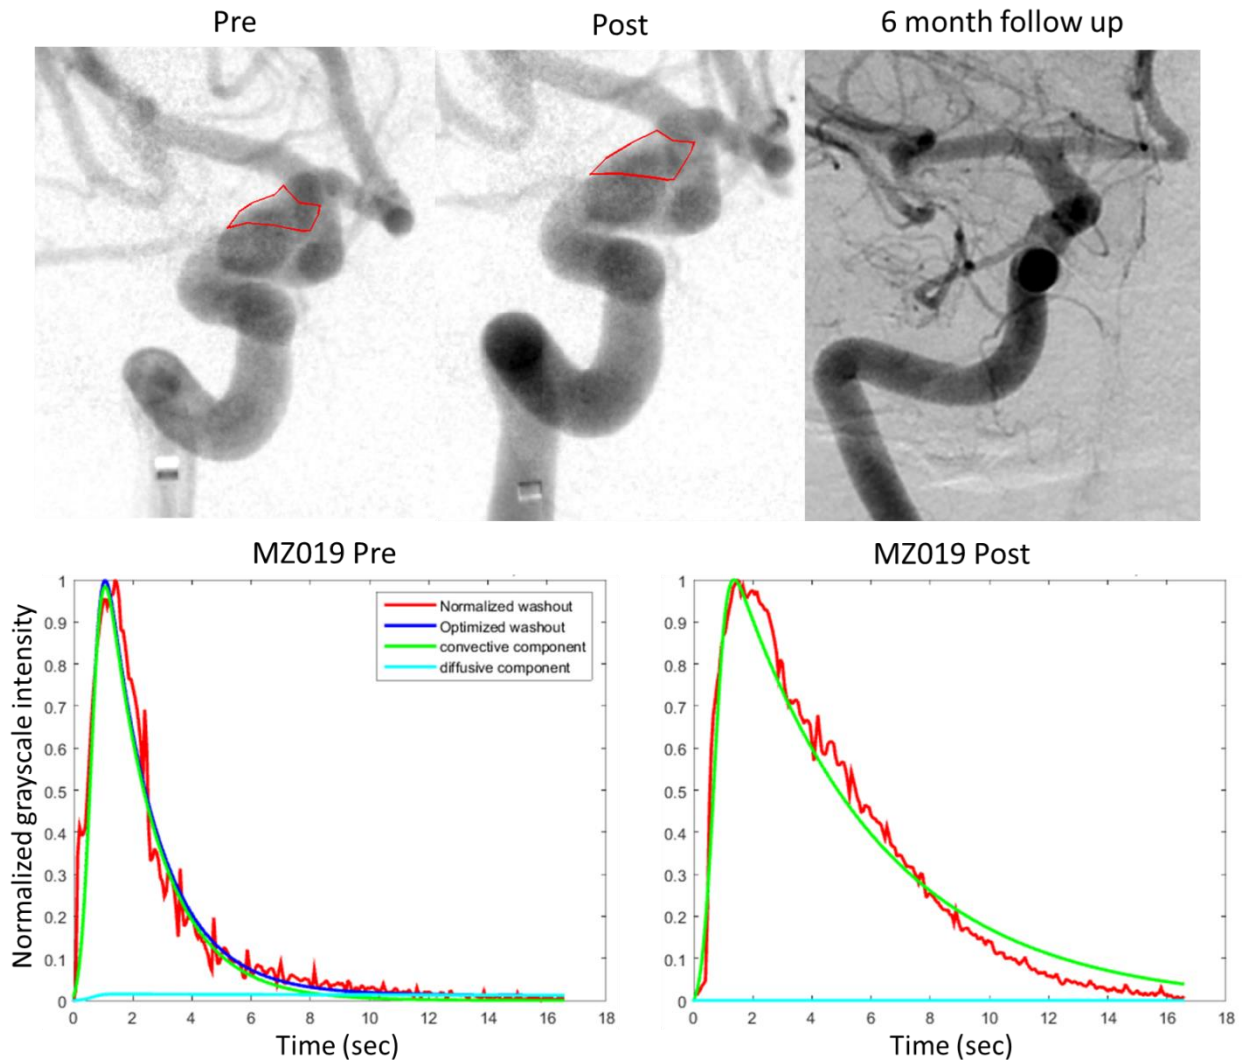 Pre
Post
6 month follow up
MZ019 Pre
MZ019 Post
Normalized grayscale intensity
1
0.9
0.8
0.7
0.6
0.5
0.4
0.3
0.2
0.1
0
0 2 4 6 8 10 12 14 16 18
Time (sec)
Normalized washout
Optimized washout
convective component
diffusive component
1
0.9
0.8
0.7
0.6
0.5
0.4
0.3
0.2
0.1
0
0 2 4 6 8 10 12 14 16 18
Time (sec)